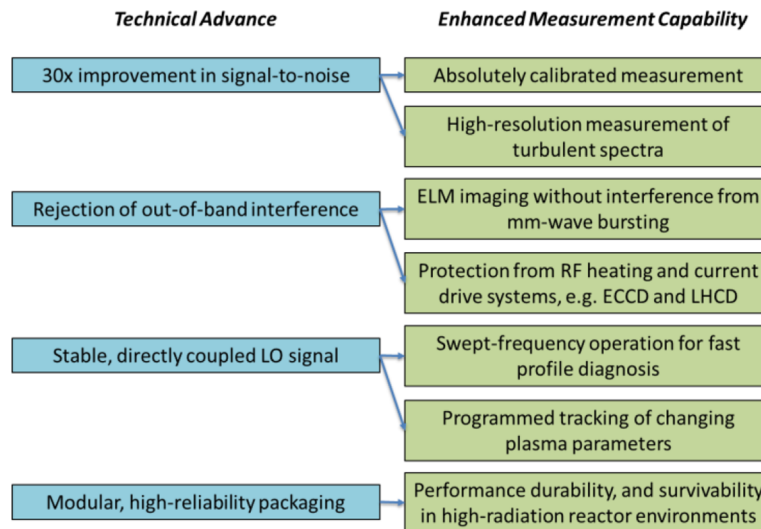 Technical Advance
Enhanced Measurement Capability
30x improvement in signal-to-noise
Absolutely calibrated measurement
High-resolution measurement of
turbulent spectra
Rejection of out-of-band interference
ELM imaging without interference from
mm-wave bursting
Protection from RF heating and current
drive systems, e.g. ECCD and LHCD
Stable, directly coupled LO signal
Swept-frequency operation for fast
profile diagnosis
Programmed tracking of changing
plasma parameters
Modular, high-reliability packaging
Performance durability, and survivability
in high-radiation reactor environments